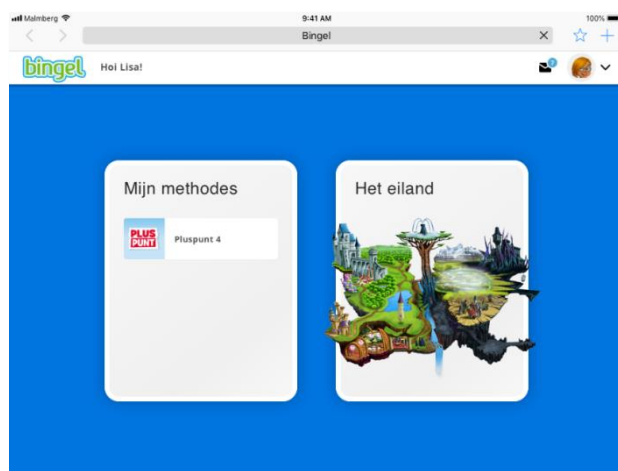 Malmberg 9:41 AM 100%
Bingel
bingel Hoi Lisa!
Mijn methodes
Het eiland
PLUS
PUNT
Pluspunt 4